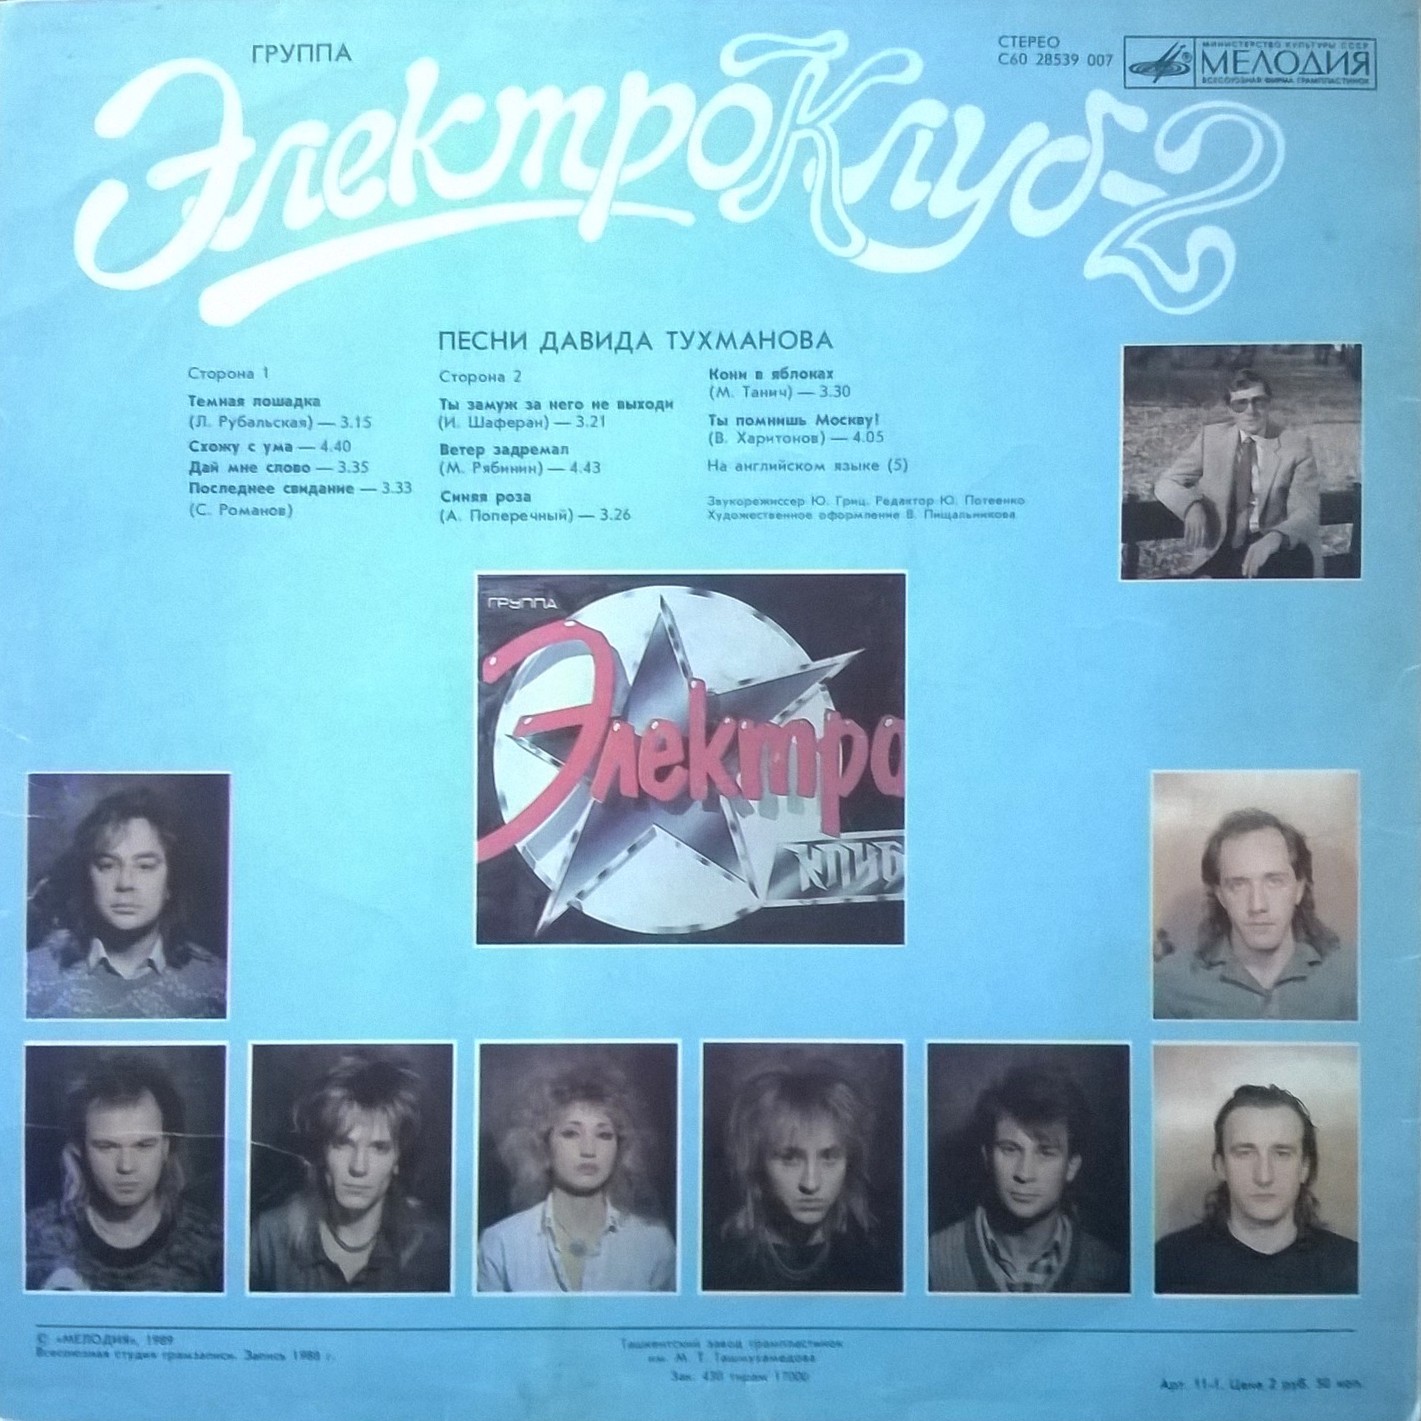 ГРУППА
ЭлектроКлуб-2
СТЕРЕО
С60 28539 007
МИНИСТЕРСТВО КУЛЬТУРЫ СССР
МЕЛОДИЯ
ВСЕСОЮЗНАЯ ФИРМА ГРАМПЛАСТИНОК
ПЕСНИ ДАВИДА ТУХМАНОВА
Сторона 1
Темная лошадка
(Л. Рубальская) — 3.15
Схожу с ума — 4.40
Дай мне слово — 3.35
Последнее свидание — 3.33
(С. Романов)
Сторона 2
Ты замуж за него не выходи
(И. Шаферан) — 3.21
Ветер задремал
(М. Рябинин) — 4.43
Синяя роза
(А. Поперечный) — 3.26
Кони в яблоках
(М. Танич) — 3.30
Ты помнишь Москву!
(В. Харитонов) — 4.05
На английском языке (5)
Звукорежиссер Ю. Гриц. Редактор Ю. Потеенко
Художественное оформление В. Пищальникова
ГРУППА
Электро
КЛУБ
© «МЕЛОДИЯ», 1989
Всесоюзная студия грамзаписи. Запись 1988 г.
Ташкентский завод грампластинок
им. М. Т. Ташмухамедова
Зак. 430 тираж 17000
Арт. 11-1. Цена 2 руб. 50 коп.